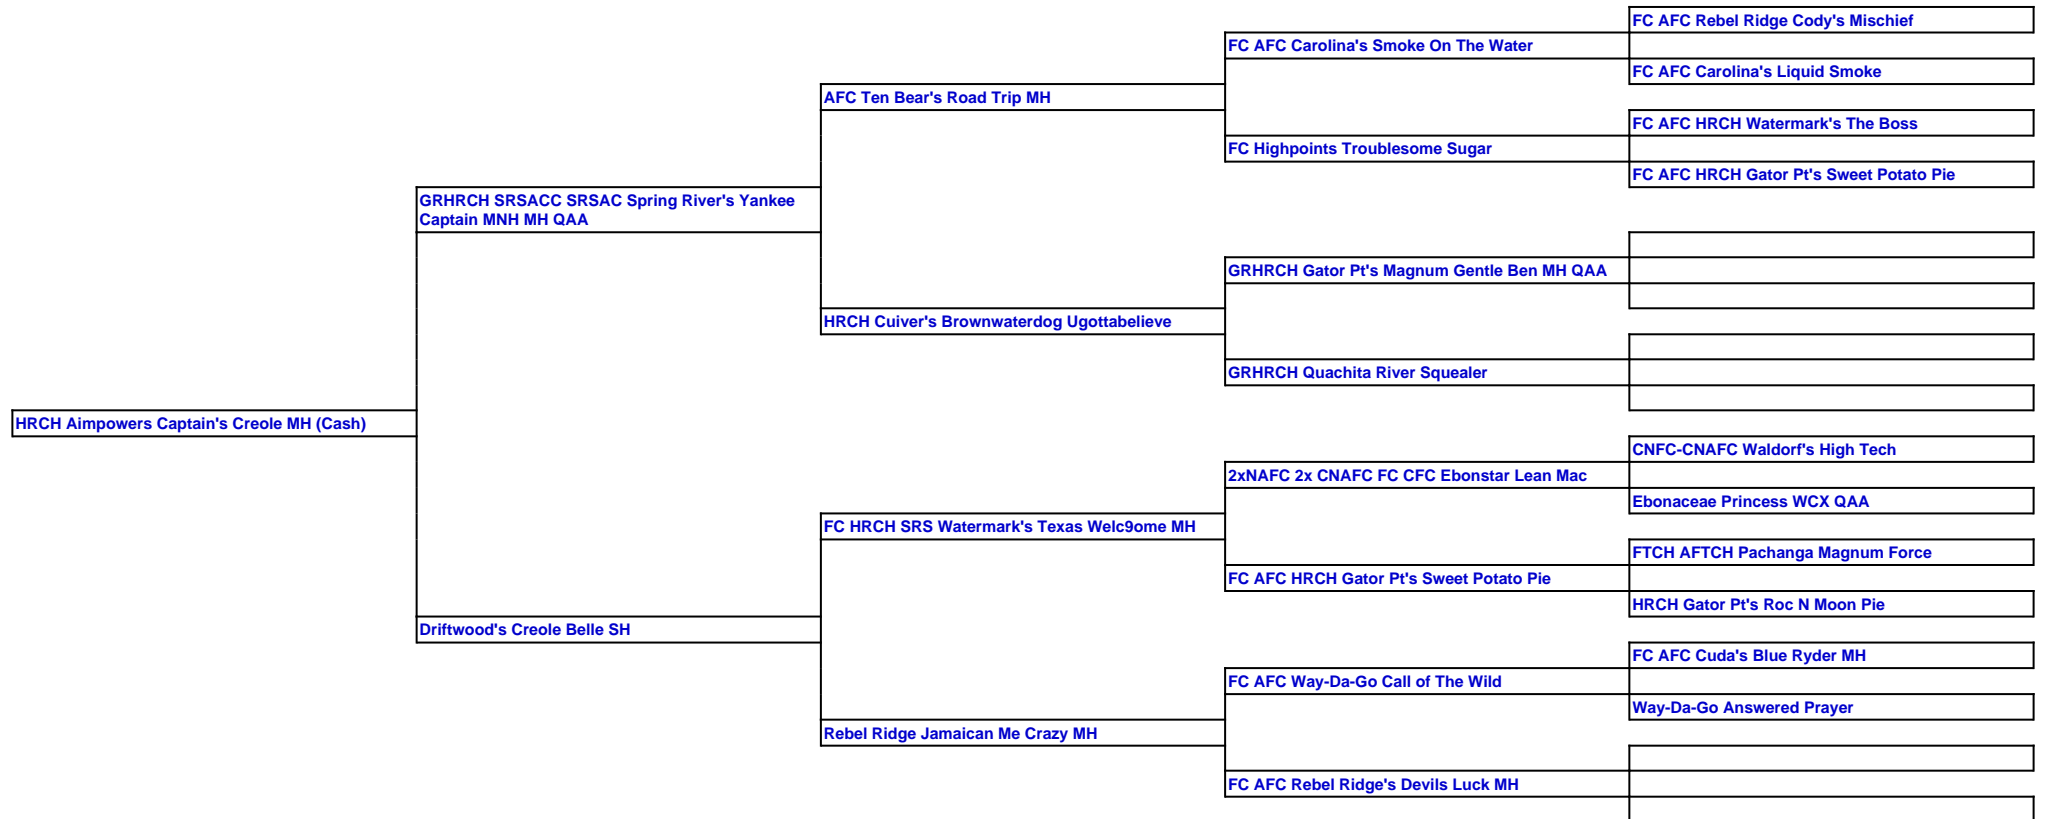 FC AFC Rebel Ridge Cody's Mischief
FC AFC Carolina's Smoke On The Water
FC AFC Carolina's Liquid Smoke
AFC Ten Bear's Road Trip MH
FC AFC HRCH Watermark's The Boss
FC Highpoints Troublesome Sugar
FC AFC HRCH Gator Pt's Sweet Potato Pie
GRHRCH SRSACC SRSAC Spring River's Yankee
Captain MNH MH QAA
GRHRCH Gator Pt's Magnum Gentle Ben MH QAA
HRCH Cuiver's Brownwaterdog Ugottabelieve
GRHRCH Quachita River Squealer
HRCH Aimpowers Captain's Creole MH (Cash)
CNFC-CNAFC Waldorf's High Tech
2xNAFC 2x CNAFC FC CFC Ebonstar Lean Mac
Ebonaceae Princess WCX QAA
FC HRCH SRS Watermark's Texas Welc9ome MH
FTCH AFTCH Pachanga Magnum Force
FC AFC HRCH Gator Pt's Sweet Potato Pie
HRCH Gator Pt's Roc N Moon Pie
Driftwood's Creole Belle SH
FC AFC Cuda's Blue Ryder MH
FC AFC Way-Da-Go Call of The Wild
Way-Da-Go Answered Prayer
Rebel Ridge Jamaican Me Crazy MH
FC AFC Rebel Ridge's Devils Luck MH